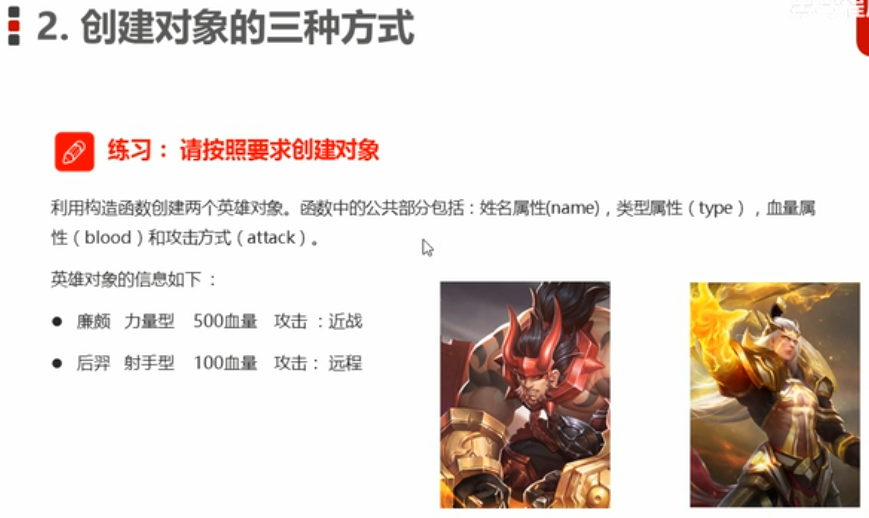 2. 创建对象的三种方式
练习： 请按照要求创建对象
利用构造函数创建两个英雄对象。函数中的公共部分包括：姓名属性(name)，类型属性（type），血量属
性（blood）和攻击方式（attack）。
英雄对象的信息如下：
● 廉颇 力量型 500血量 攻击：近战
● 后羿 射手型 100血量 攻击：远程